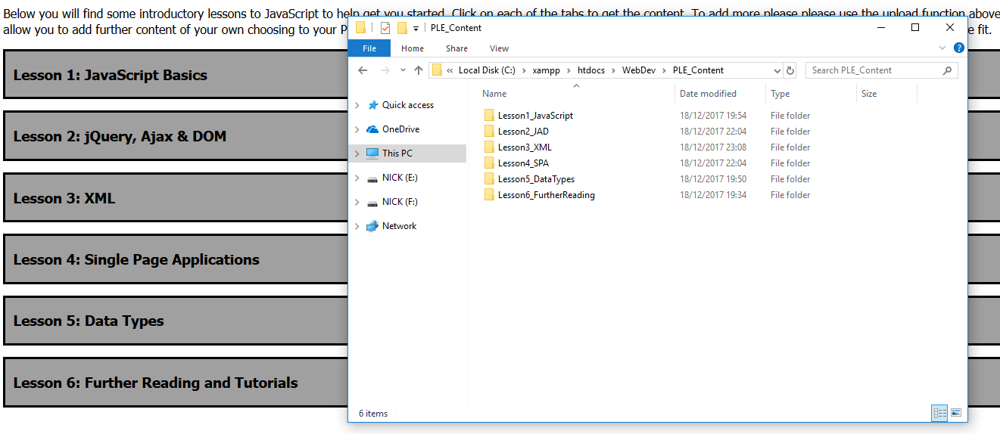 Below you will find some introductory lessons to JavaScript to help get you started. Click on each of the tabs to get the content. To add more please please use the upload function above
allow you to add further content of your own choosing to your P
e fit.
Lesson 1: JavaScript Basics
Lesson 2: jQuery, Ajax & DOM
Lesson 3: XML
Lesson 4: Single Page Applications
Lesson 5: Data Types
Lesson 6: Further Reading and Tutorials
PLE_Content
File Home Share View
« Local Disk (C:) › xampp › htdocs › WebDev › PLE_Content
Search PLE_Content
Quick access
OneDrive
This PC
NICK (E:)
NICK (F:)
Network
Name Date modified Type Size
Lesson1_JavaScript 18/12/2017 19:54 File folder
Lesson2_JAD 18/12/2017 22:04 File folder
Lesson3_XML 18/12/2017 23:08 File folder
Lesson4_SPA 18/12/2017 22:04 File folder
Lesson5_DataTypes 18/12/2017 19:50 File folder
Lesson6_FurtherReading 18/12/2017 19:34 File folder
6 items